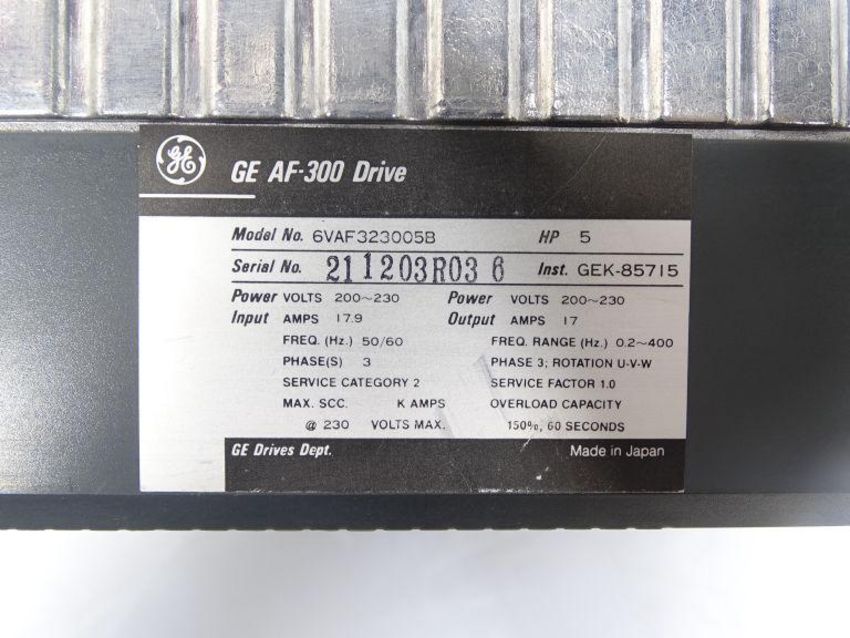 GE GE AF-300 Drive
Model No. 6VAF323005B HP 5
Serial No. 211203R03 6 Inst. GEK-85715
Power VOLTS 200~230 Power VOLTS 200~230
Input AMPS 17.9 Output AMPS 17
FREQ. (Hz.) 50/60 FREQ. RANGE (Hz.) 0.2~400
PHASE(S) 3 PHASE 3; ROTATION U-V-W
SERVICE CATEGORY 2 SERVICE FACTOR 1.0
MAX. SCC. K AMPS OVERLOAD CAPACITY
@ 230 VOLTS MAX. 150%, 60 SECONDS
GE Drives Dept. Made in Japan